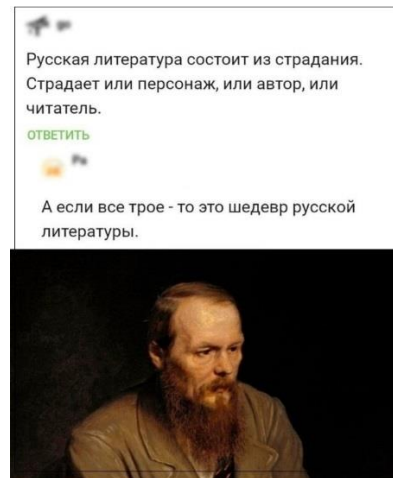 Русская литература состоит из страдания.
Страдает или персонаж, или автор, или
читатель.
ОТВЕТИТЬ
А если все трое - то это шедевр русской
литературы.